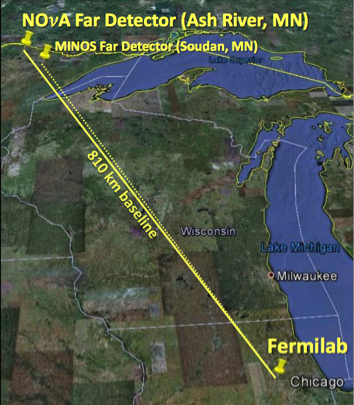 NOνA Far Detector (Ash River, MN)
MINOS Far Detector (Soudan, MN)
Lake Superior
810 km baseline
Wisconsin
Lake Michigan
Milwaukee
Fermilab
Chicago